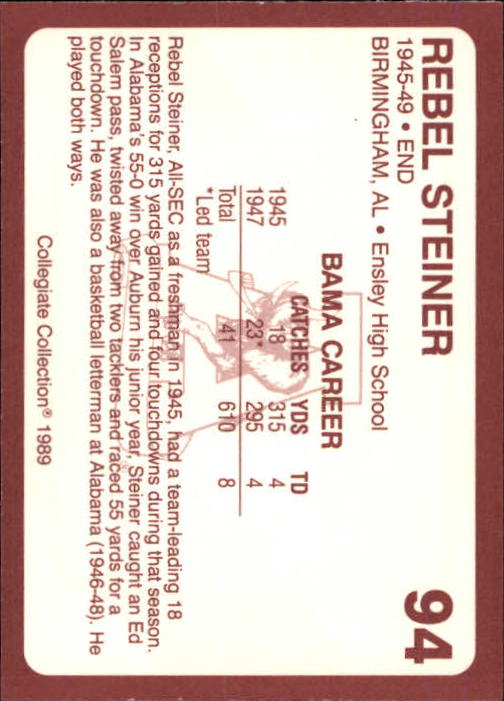 REBEL STEINER 94
1945-49 • END
BIRMINGHAM, AL • Ensley High School
BAMA CAREER
CATCHES YDS TD
1945 18 315 4
1947 23* 295 4
Total 41 610 8
*Led team
Rebel Steiner, All-SEC as a freshman in 1945, had a team-leading 18
receptions for 315 yards gained and four touchdowns during that season.
In Alabama's 55-0 win over Auburn his junior year, Steiner caught an Ed
Salem pass, twisted away from two tacklers and raced 55 yards for a
touchdown. He was also a basketball letterman at Alabama (1946-48). He
played both ways.
Collegiate Collection® 1989